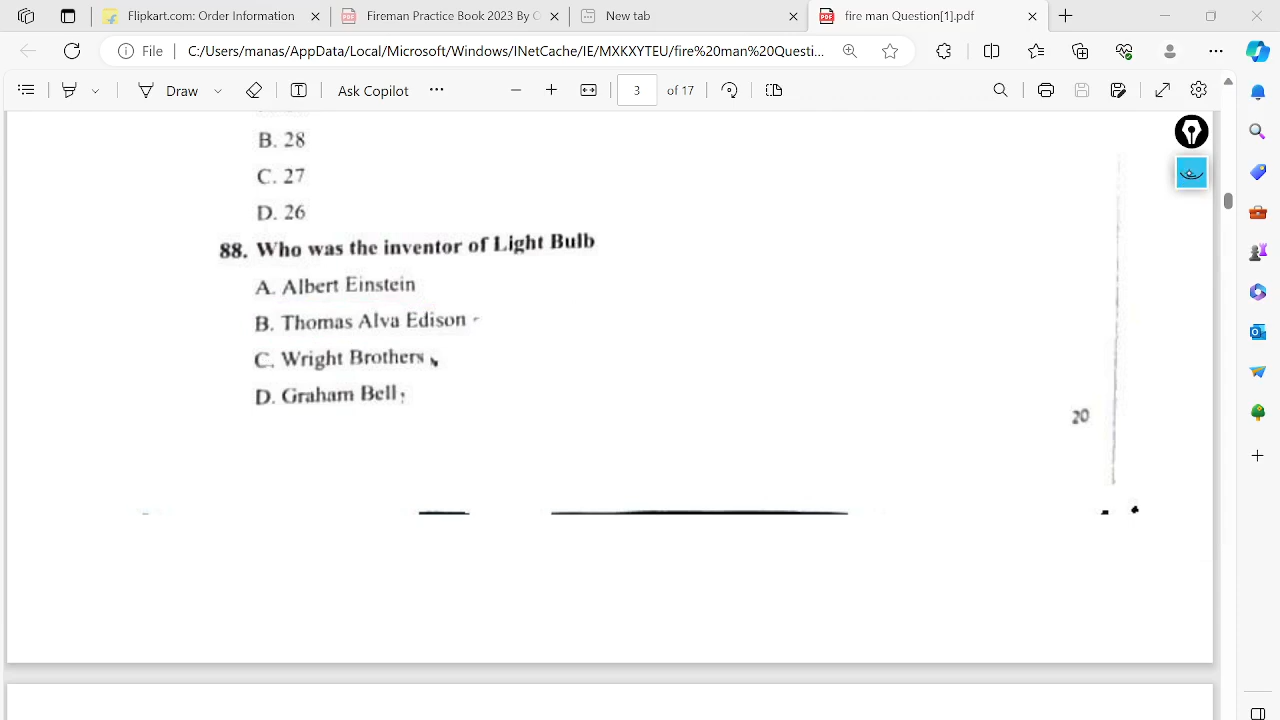 Flipkart.com: Order Information
Fireman Practice Book 2023 By C
New tab
fire man Question[1].pdf
File
C:/Users/manas/AppData/Local/Microsoft/Windows/INetCache/IE/MXKXYTEU/fire%20man%20Questi...
Draw
Ask Copilot
3
of 17
B. 28
C. 27
D. 26
88. Who was the inventor of Light Bulb
A. Albert Einstein
B. Thomas Alva Edison
C. Wright Brothers
D. Graham Bell
20